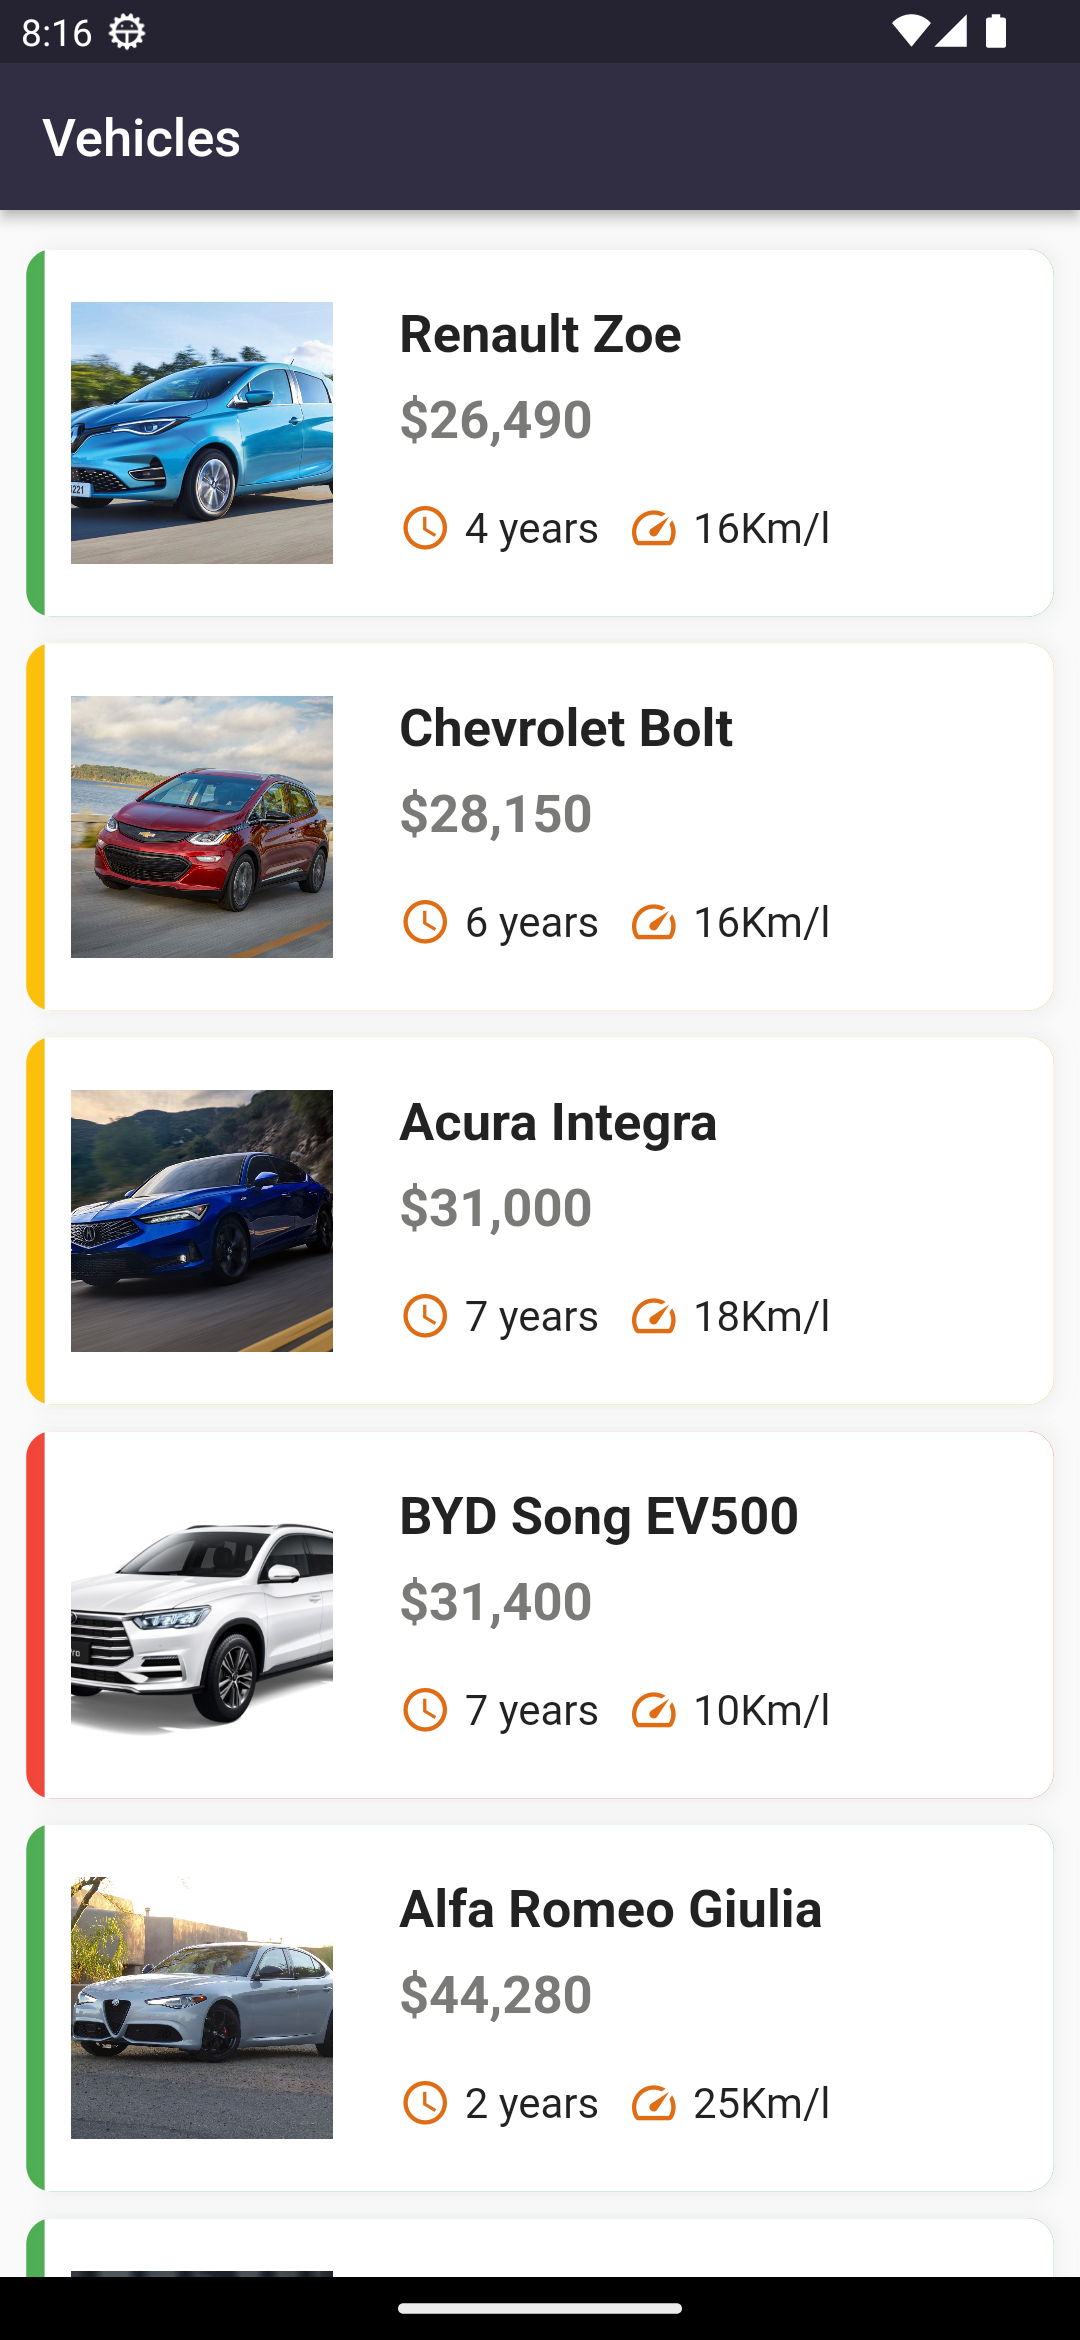 8:16
Vehicles
Renault Zoe
$26,490
4 years 16Km/l
221
Chevrolet Bolt
$28,150
6 years 16Km/l
Acura Integra
$31,000
7 years 18Km/l
BYD Song EV500
$31,400
7 years 10Km/l
ro
Alfa Romeo Giulia
$44,280
2 years 25Km/l